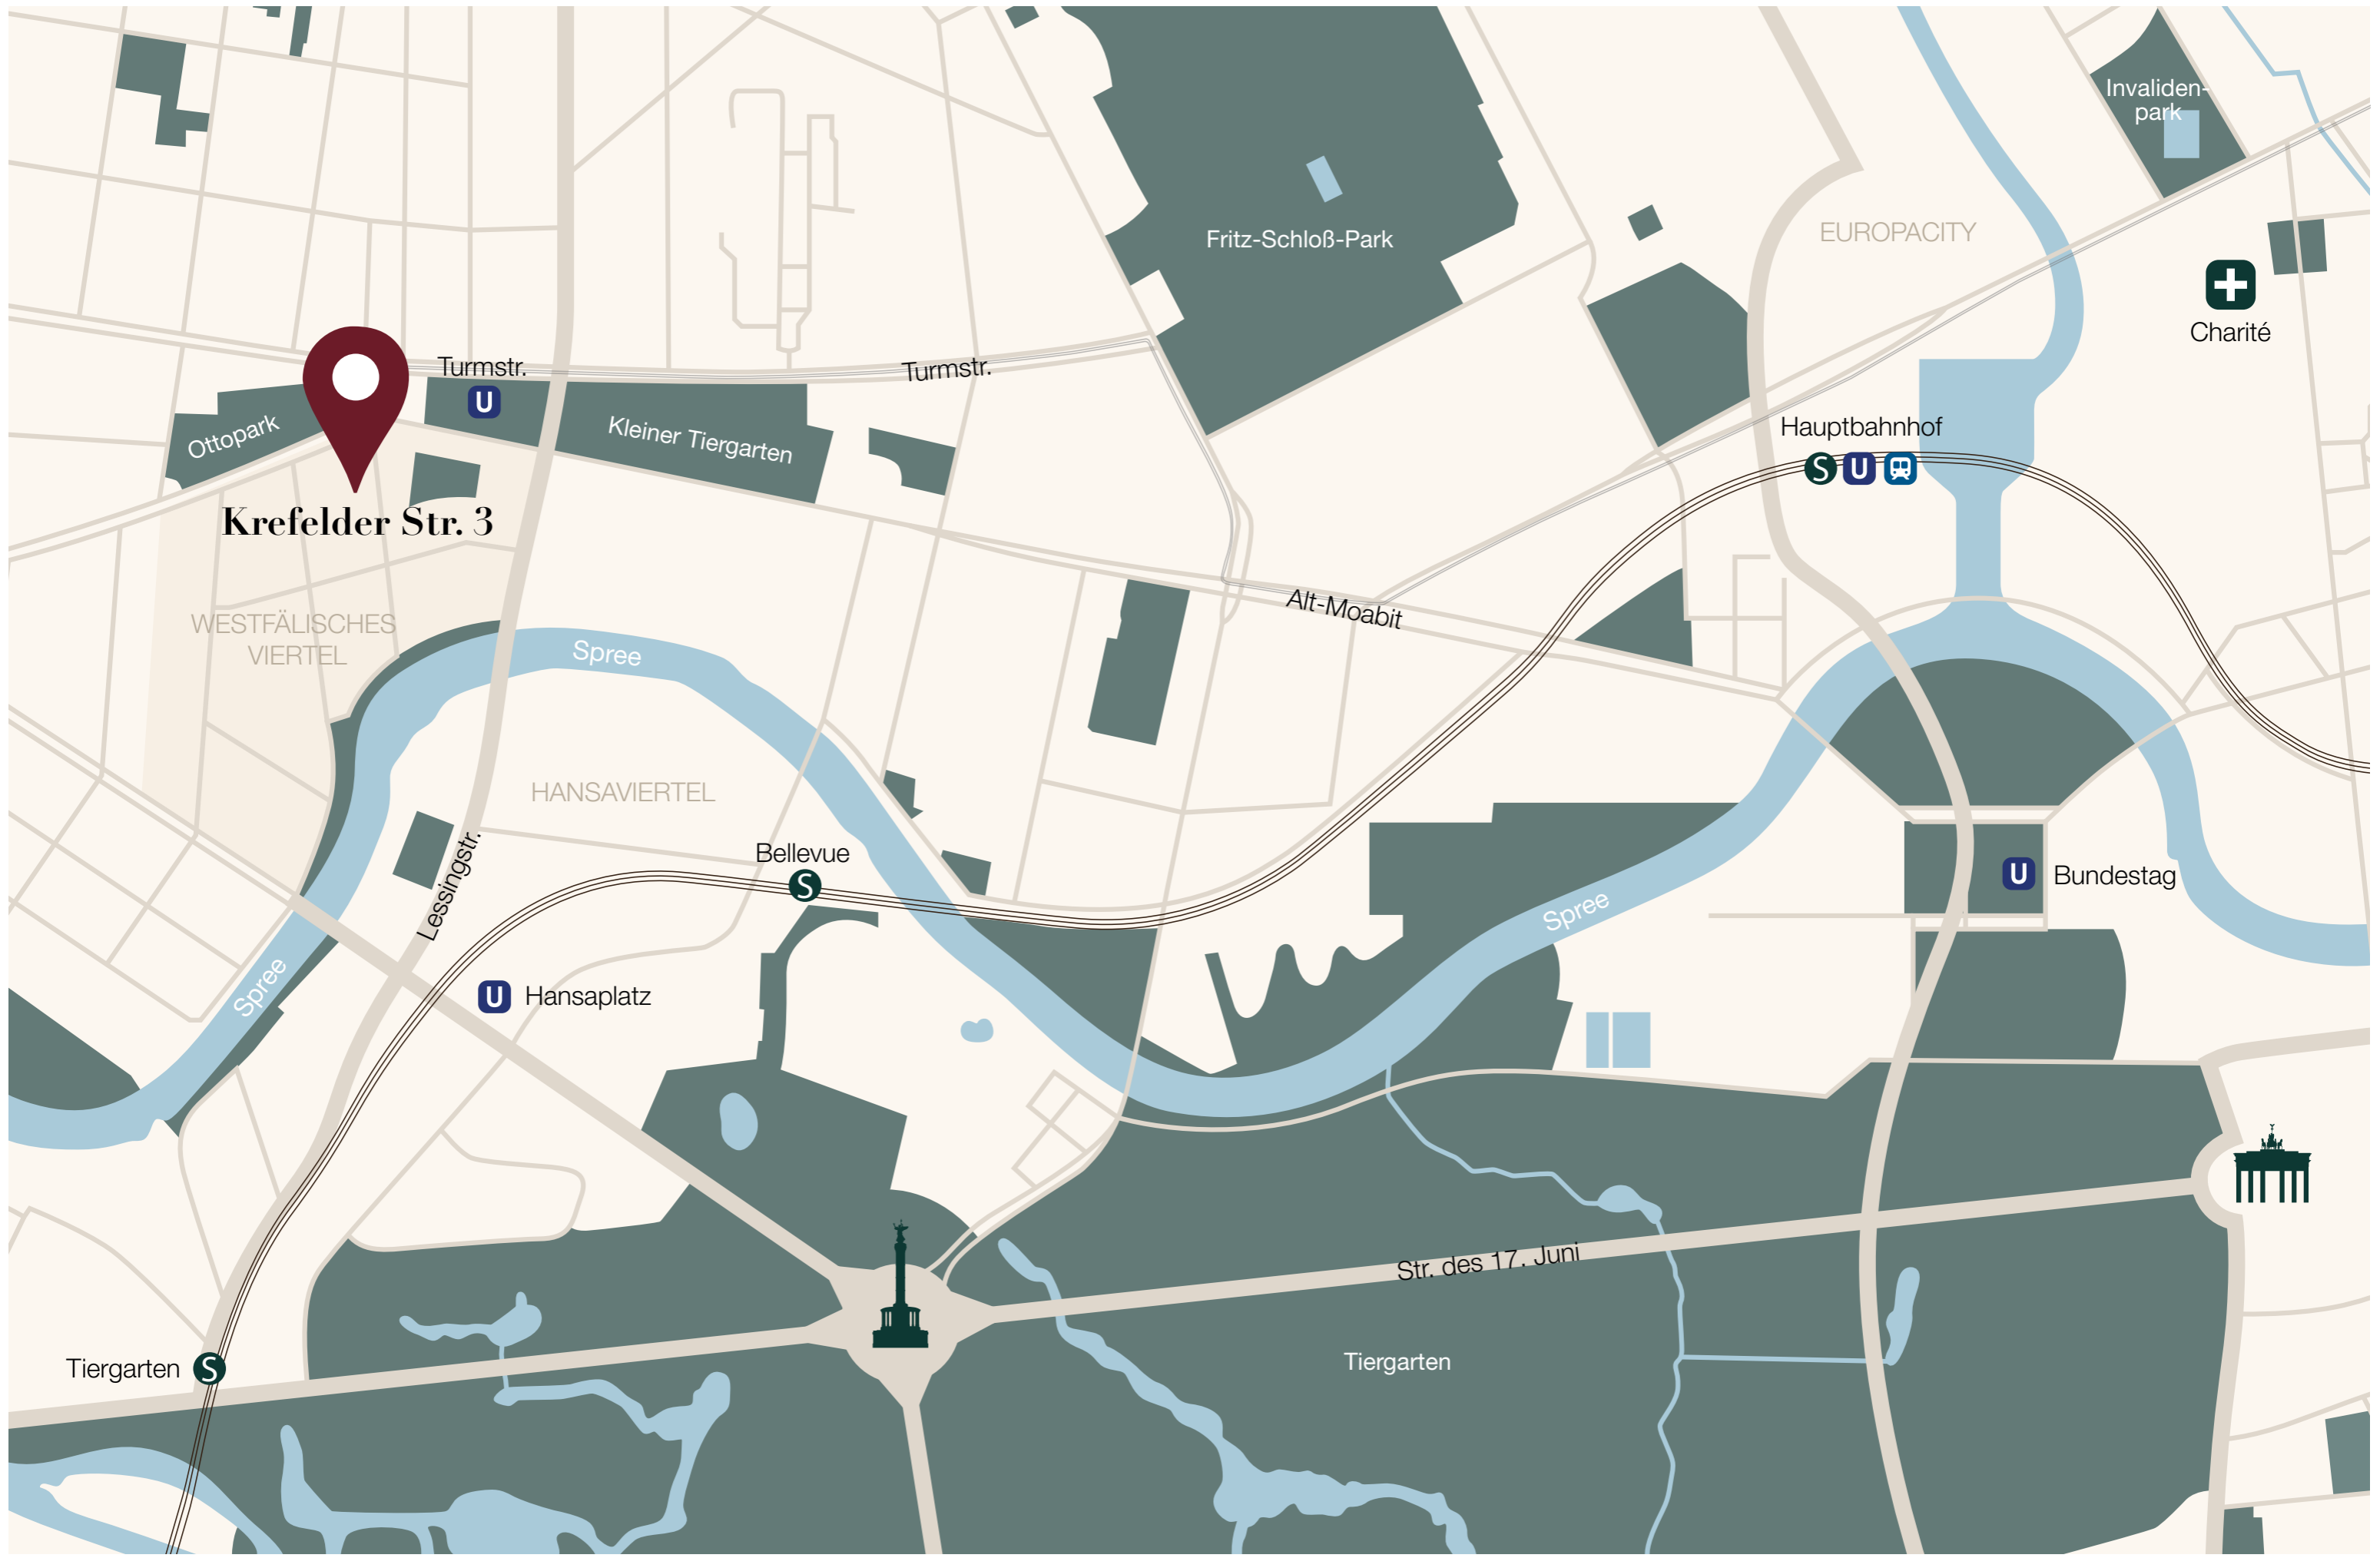 Invaliden-
park
Fritz-Schloß-Park
EUROPACITY
Charité
Turmstr.
U
Turmstr.
Ottopark
Kleiner Tiergarten
Hauptbahnhof
S U
Krefelder Str. 3
Alt-Moabit
WESTFÄLISCHES
VIERTEL
Spree
HANSAVIERTEL
Lessingstr.
Bellevue
S
U Bundestag
Spree
Spree
U Hansaplatz
Str. des 17. Juni
Tiergarten S
Tiergarten